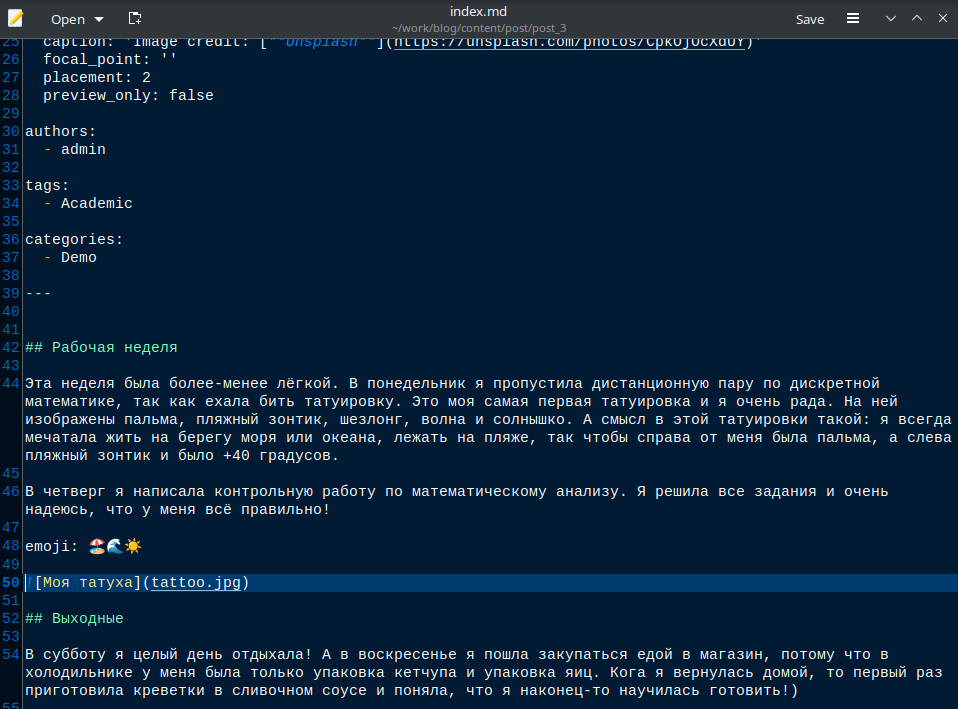 Open
index.md
~/work/blog/content/post/post_3
Save
25 caption: 'Image credit: [**Unsplash**](https://unsplash.com/photos/CpkOjOcXdUY)'
26 focal_point: ''
27 placement: 2
28 preview_only: false
29
30 authors:
31 - admin
32
33 tags:
34 - Academic
35
36 categories:
37 - Demo
38
39 ---
40
41
42 ## Рабочая неделя
43
44 Эта неделя была более-менее лёгкой. В понедельник я пропустила дистанционную пару по дискретной
математике, так как ехала бить татуировку. Это моя самая первая татуировка и я очень рада. На ней
изображены пальма, пляжный зонтик, шезлонг, волна и солнышко. А смысл в этой татуировки такой: я всегда
мечатала жить на берегу моря или океана, лежать на пляже, так чтобы справа от меня была пальма, а слева
пляжный зонтик и было +40 градусов.
45
46 В четверг я написала контрольную работу по математическому анализу. Я решила все задания и очень
надеюсь, что у меня всё правильно!
47
48 emoji: 🏖🌊☀️
49
50 ![Моя татуха](tattoo.jpg)
51
52 ## Выходные
53
54 В субботу я целый день отдыхала! А в воскресенье я пошла закупаться едой в магазин, потому что в
холодильнике у меня была только упаковка кетчупа и упаковка яиц. Кога я вернулась домой, то первый раз
приготовила креветки в сливочном соусе и поняла, что я наконец-то научилась готовить!)
55